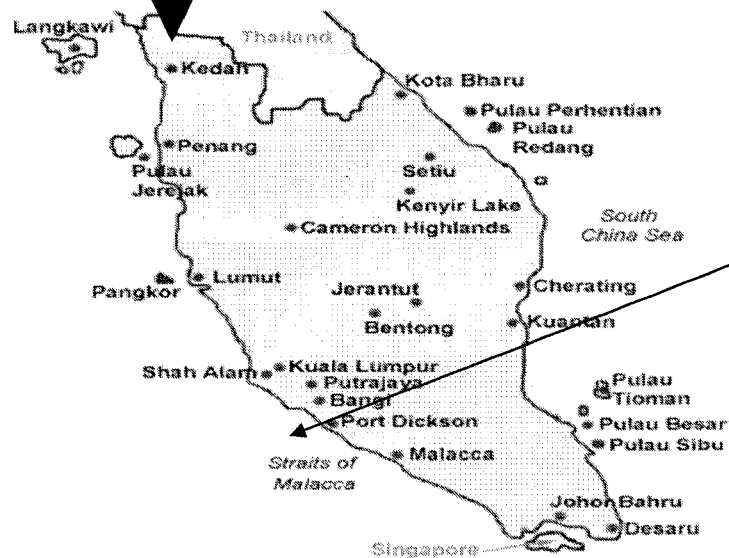 Langkawi
Thailand
Kedah
Kota Bharu
Pulau Perhentian
Pulau
Redang
Penang
Pulau
Jerejak
Setiu
Kenyir Lake
South
China Sea
Cameron Highlands
Lumut
Pangkor
Jerantut
Cherating
Bentong
Kuantan
Kuala Lumpur
Shah Alam
Putrajaya
Bangi
Pulau
Tioman
Port Dickson
Pulau Besar
Pulau Sibu
Straits of
Malacca
Malacca
Johor Bahru
Desaru
Singapore